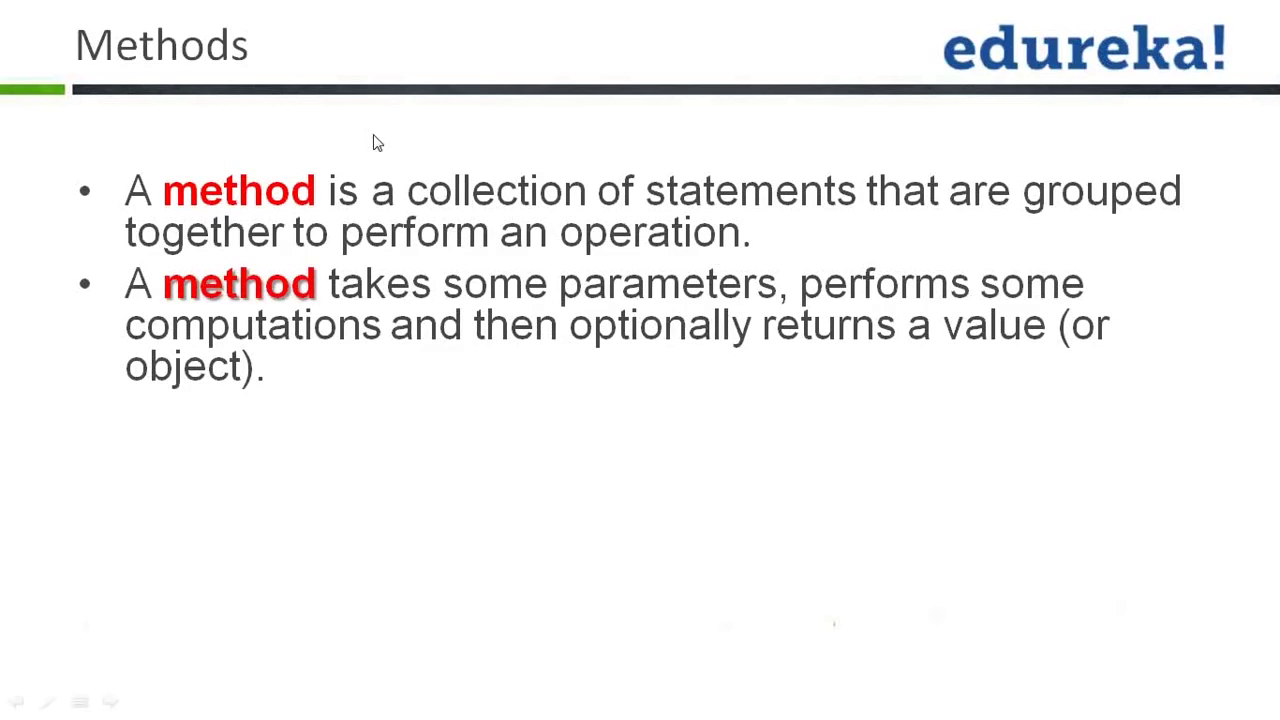 Methods
edureka!
• A method is a collection of statements that are grouped
together to perform an operation.
• A method takes some parameters, performs some
computations and then optionally returns a value (or
object).